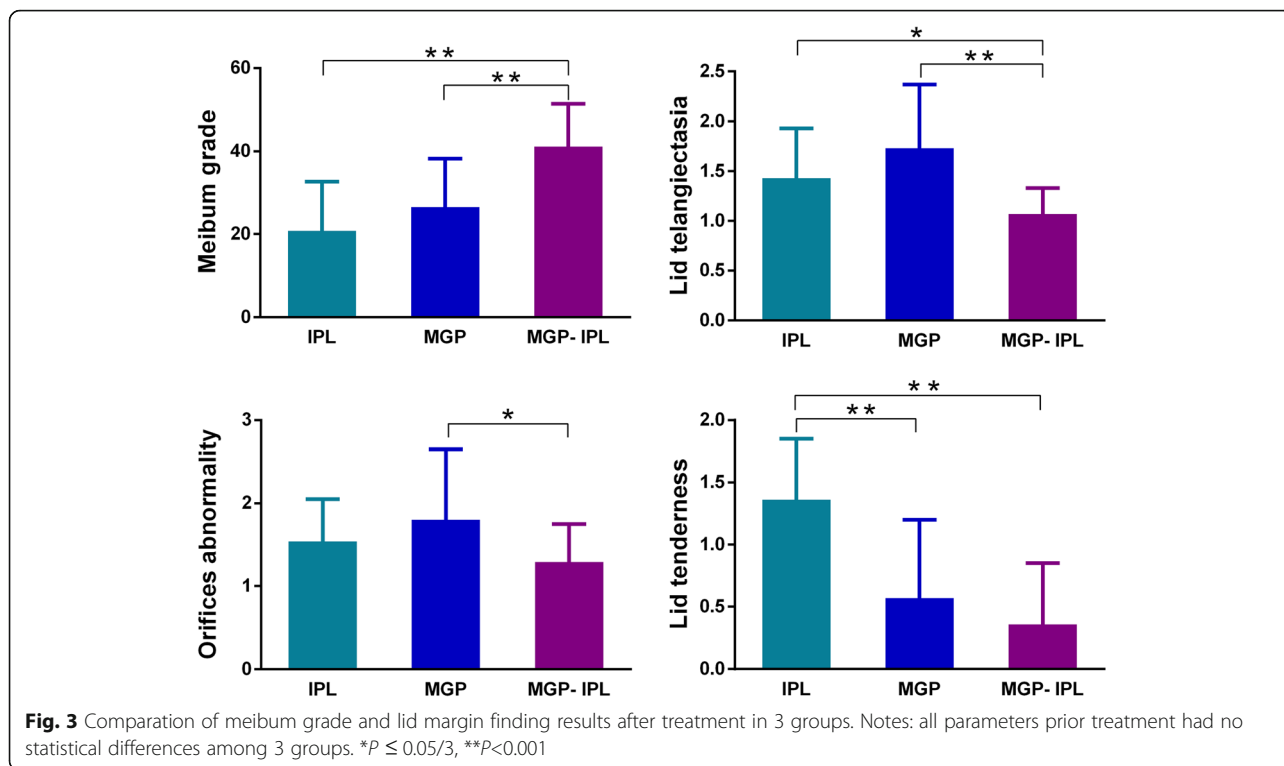 * *
* *
Meibum grade
60
40
20
0
IPL MGP MGP- IPL
*
* *
Lid telangiectasia
2.5
2.0
1.5
1.0
0.5
0.0
IPL MGP MGP- IPL
*
Orifices abnormality
3
2
1
0
IPL MGP MGP- IPL
* *
* *
Lid tenderness
2.0
1.5
1.0
0.5
0.0
IPL MGP MGP- IPL
Fig. 3 Comparation of meibum grade and lid margin finding results after treatment in 3 groups. Notes: all parameters prior treatment had no
statistical differences among 3 groups. *P ≤ 0.05/3, **P<0.001